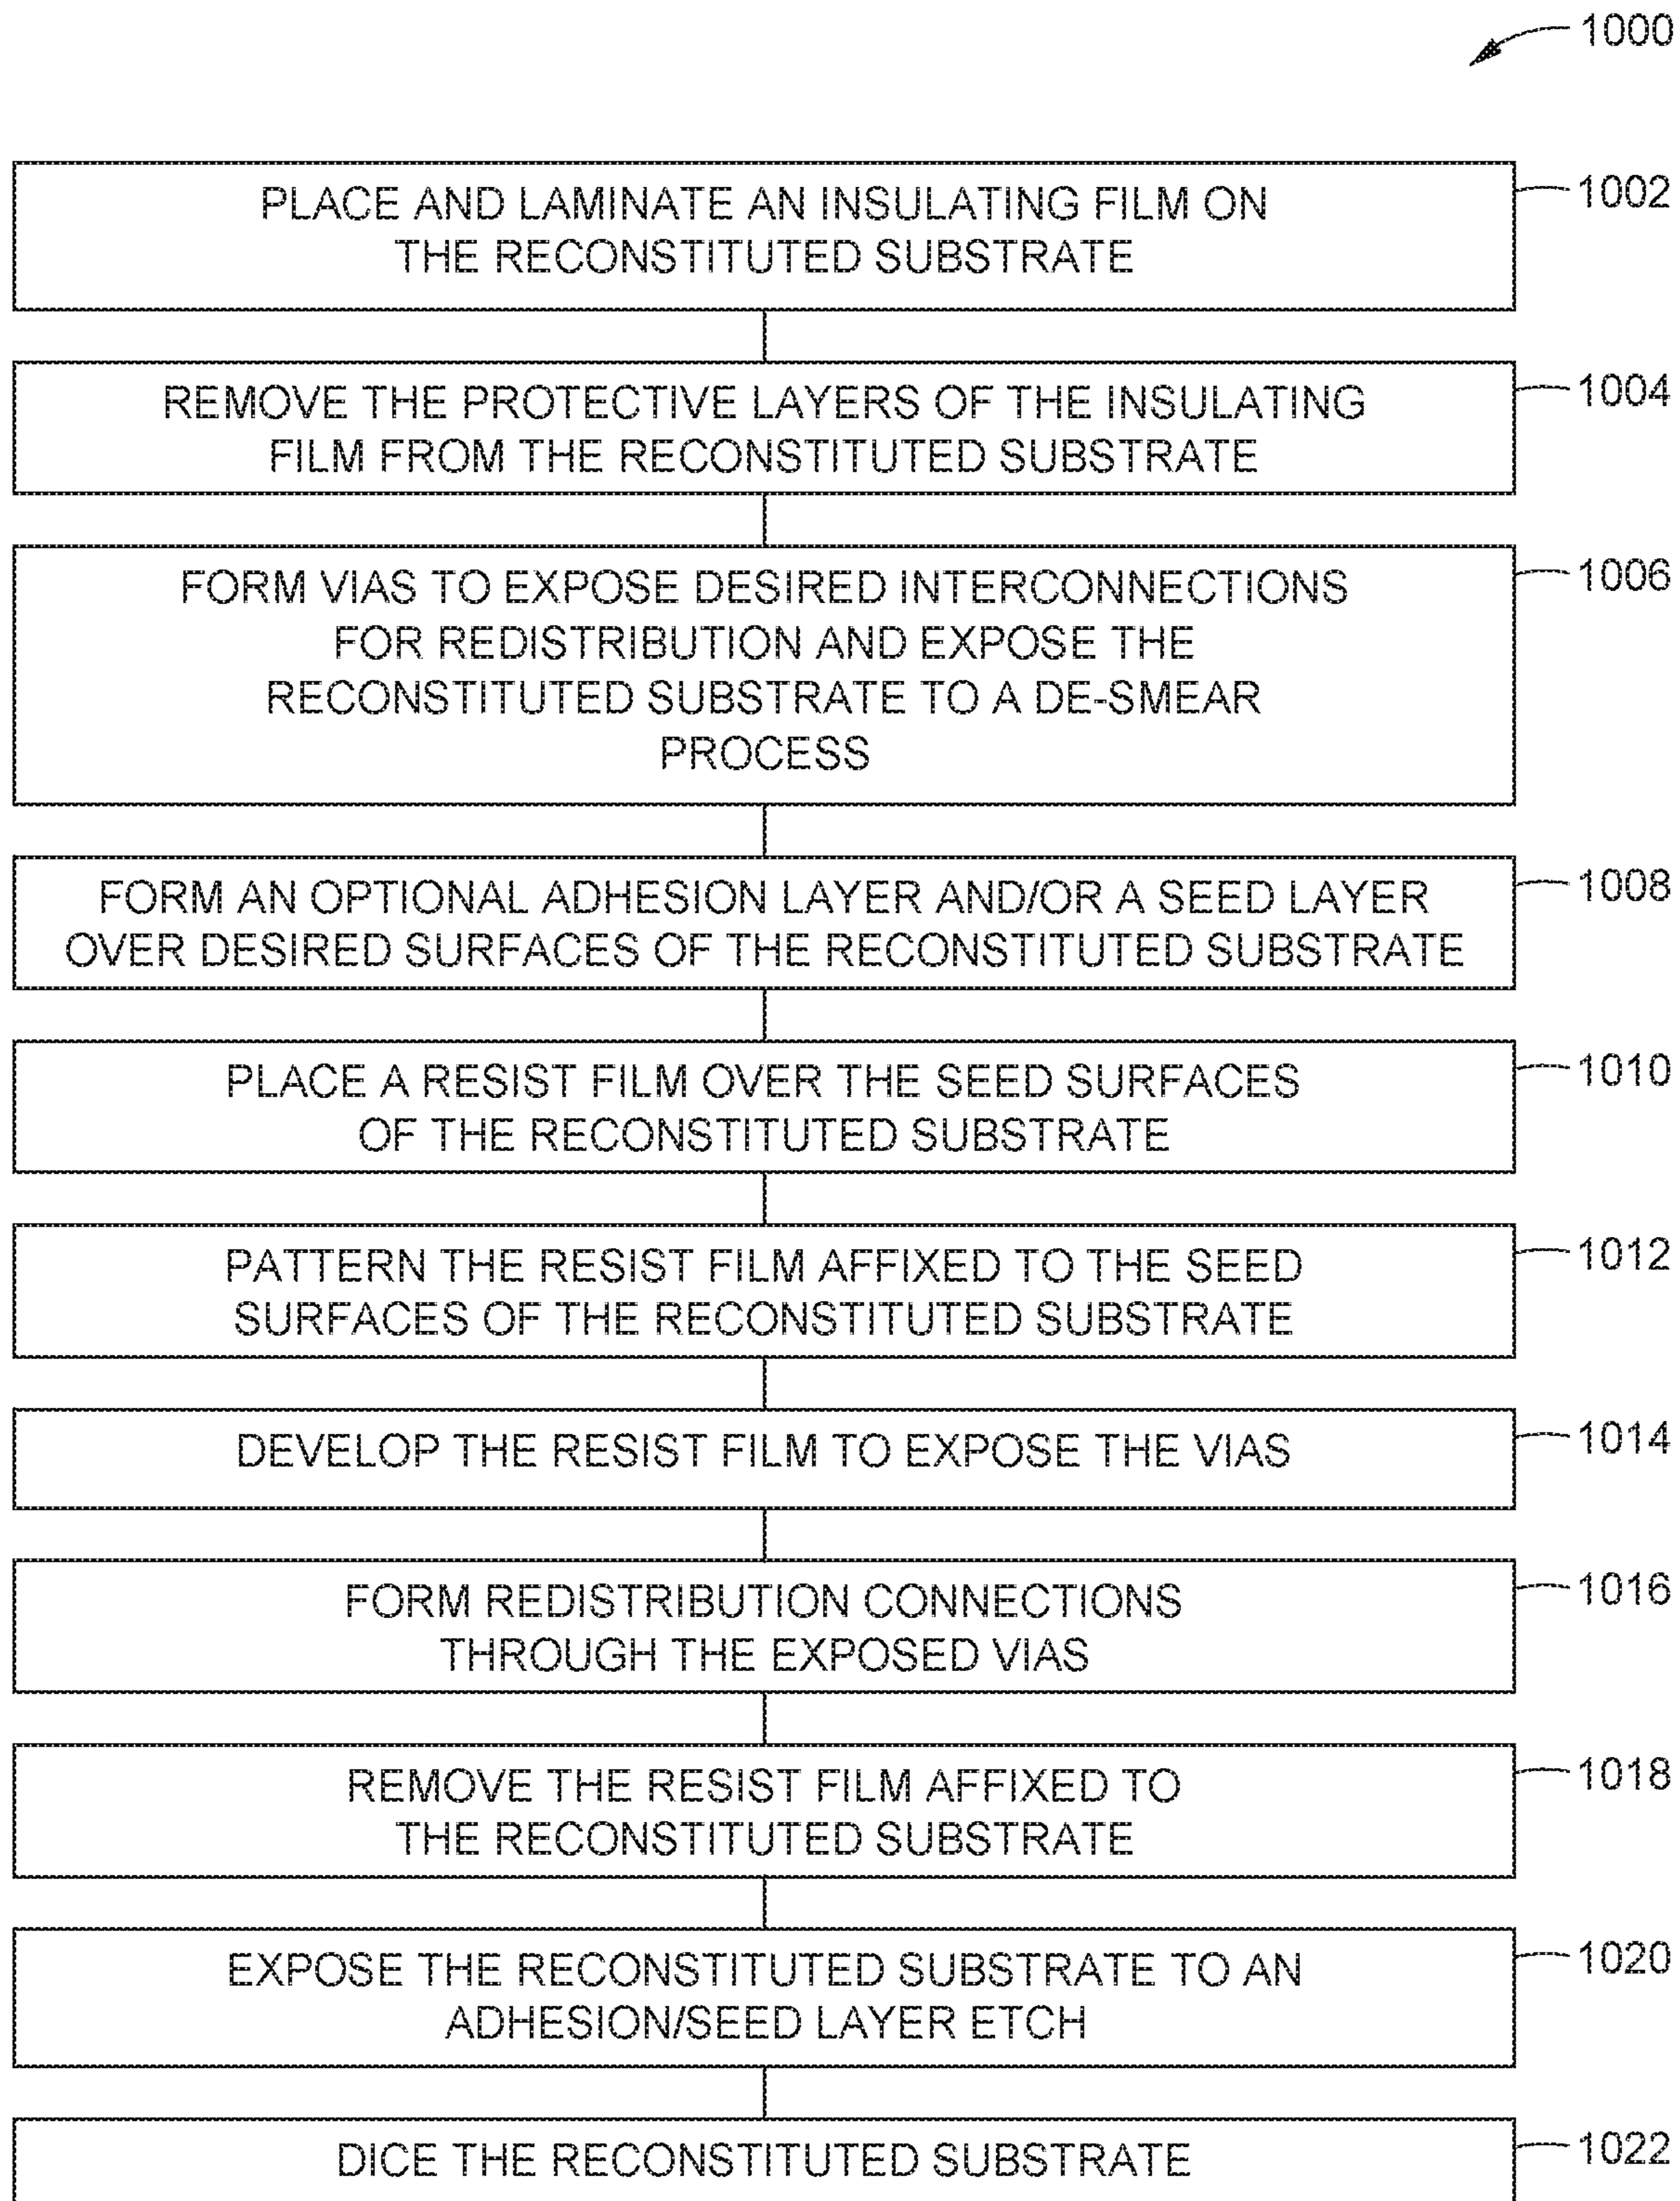 1000
PLACE AND LAMINATE AN INSULATING FILM ON
THE RECONSTITUTED SUBSTRATE
1002
REMOVE THE PROTECTIVE LAYERS OF THE INSULATING
FILM FROM THE RECONSTITUTED SUBSTRATE
1004
FORM VIAS TO EXPOSE DESIRED INTERCONNECTIONS
FOR REDISTRIBUTION AND EXPOSE THE
RECONSTITUTED SUBSTRATE TO A DE-SMEAR
PROCESS
1006
FORM AN OPTIONAL ADHESION LAYER AND/OR A SEED LAYER
OVER DESIRED SURFACES OF THE RECONSTITUTED SUBSTRATE
1008
PLACE A RESIST FILM OVER THE SEED SURFACES
OF THE RECONSTITUTED SUBSTRATE
1010
PATTERN THE RESIST FILM AFFIXED TO THE SEED
SURFACES OF THE RECONSTITUTED SUBSTRATE
1012
DEVELOP THE RESIST FILM TO EXPOSE THE VIAS
1014
FORM REDISTRIBUTION CONNECTIONS
THROUGH THE EXPOSED VIAS
1016
REMOVE THE RESIST FILM AFFIXED TO
THE RECONSTITUTED SUBSTRATE
1018
EXPOSE THE RECONSTITUTED SUBSTRATE TO AN
ADHESION/SEED LAYER ETCH
1020
DICE THE RECONSTITUTED SUBSTRATE
1022